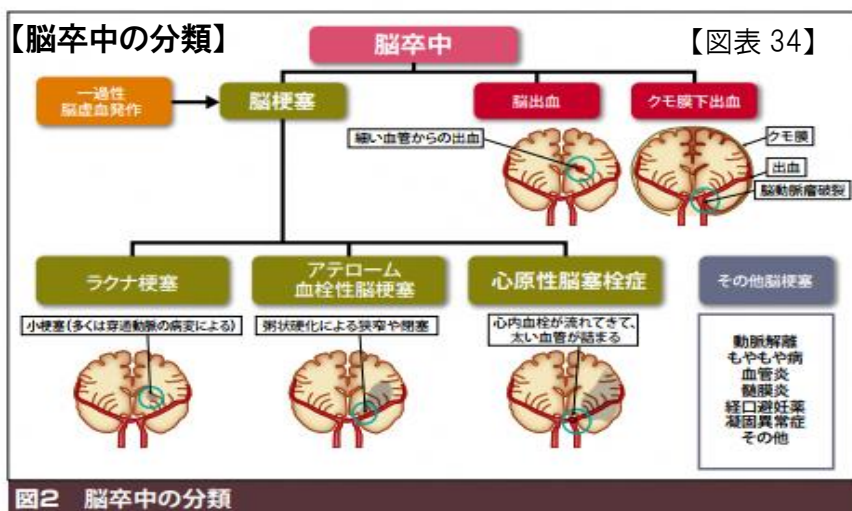 【脳卒中の分類】
【図表 34】
脳卒中
一過性
脳虚血発作
脳梗塞
脳出血
クモ膜下出血
細い血管からの出血
クモ膜
出血
脳動脈瘤破裂
ラクナ梗塞
アテローム
血栓性脳梗塞
心原性脳塞栓症
その他脳梗塞
小梗塞(多くは穿通動脈の病変による)
粥状硬化による狭窄や閉塞
心内血栓が流れてきて、
太い血管が詰まる
動脈解離
もやもや病
血管炎
髄膜炎
経口避妊薬
凝固異常症
その他
図2 脳卒中の分類